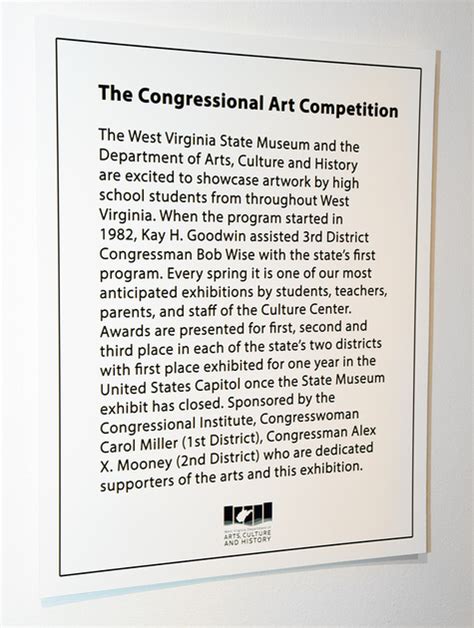 The Congressional Art Competition
The West Virginia State Museum and the
Department of Arts, Culture and History
are excited to showcase artwork by high
school students from throughout West
Virginia. When the program started in
1982, Kay H. Goodwin assisted 3rd District
Congressman Bob Wise with the state's first
program. Every spring it is one of our most
anticipated exhibitions by students, teachers,
parents, and staff of the Culture Center.
Awards are presented for first, second and
third place in each of the state's two districts
with first place exhibited for one year in the
United States Capitol once the State Museum
exhibit has closed. Sponsored by the
Congressional Institute, Congresswoman
Carol Miller (1st District), Congressman Alex
X. Mooney (2nd District) who are dedicated
supporters of the arts and this exhibition.
West Virginia Department of
ARTS, CULTURE
AND HISTORY